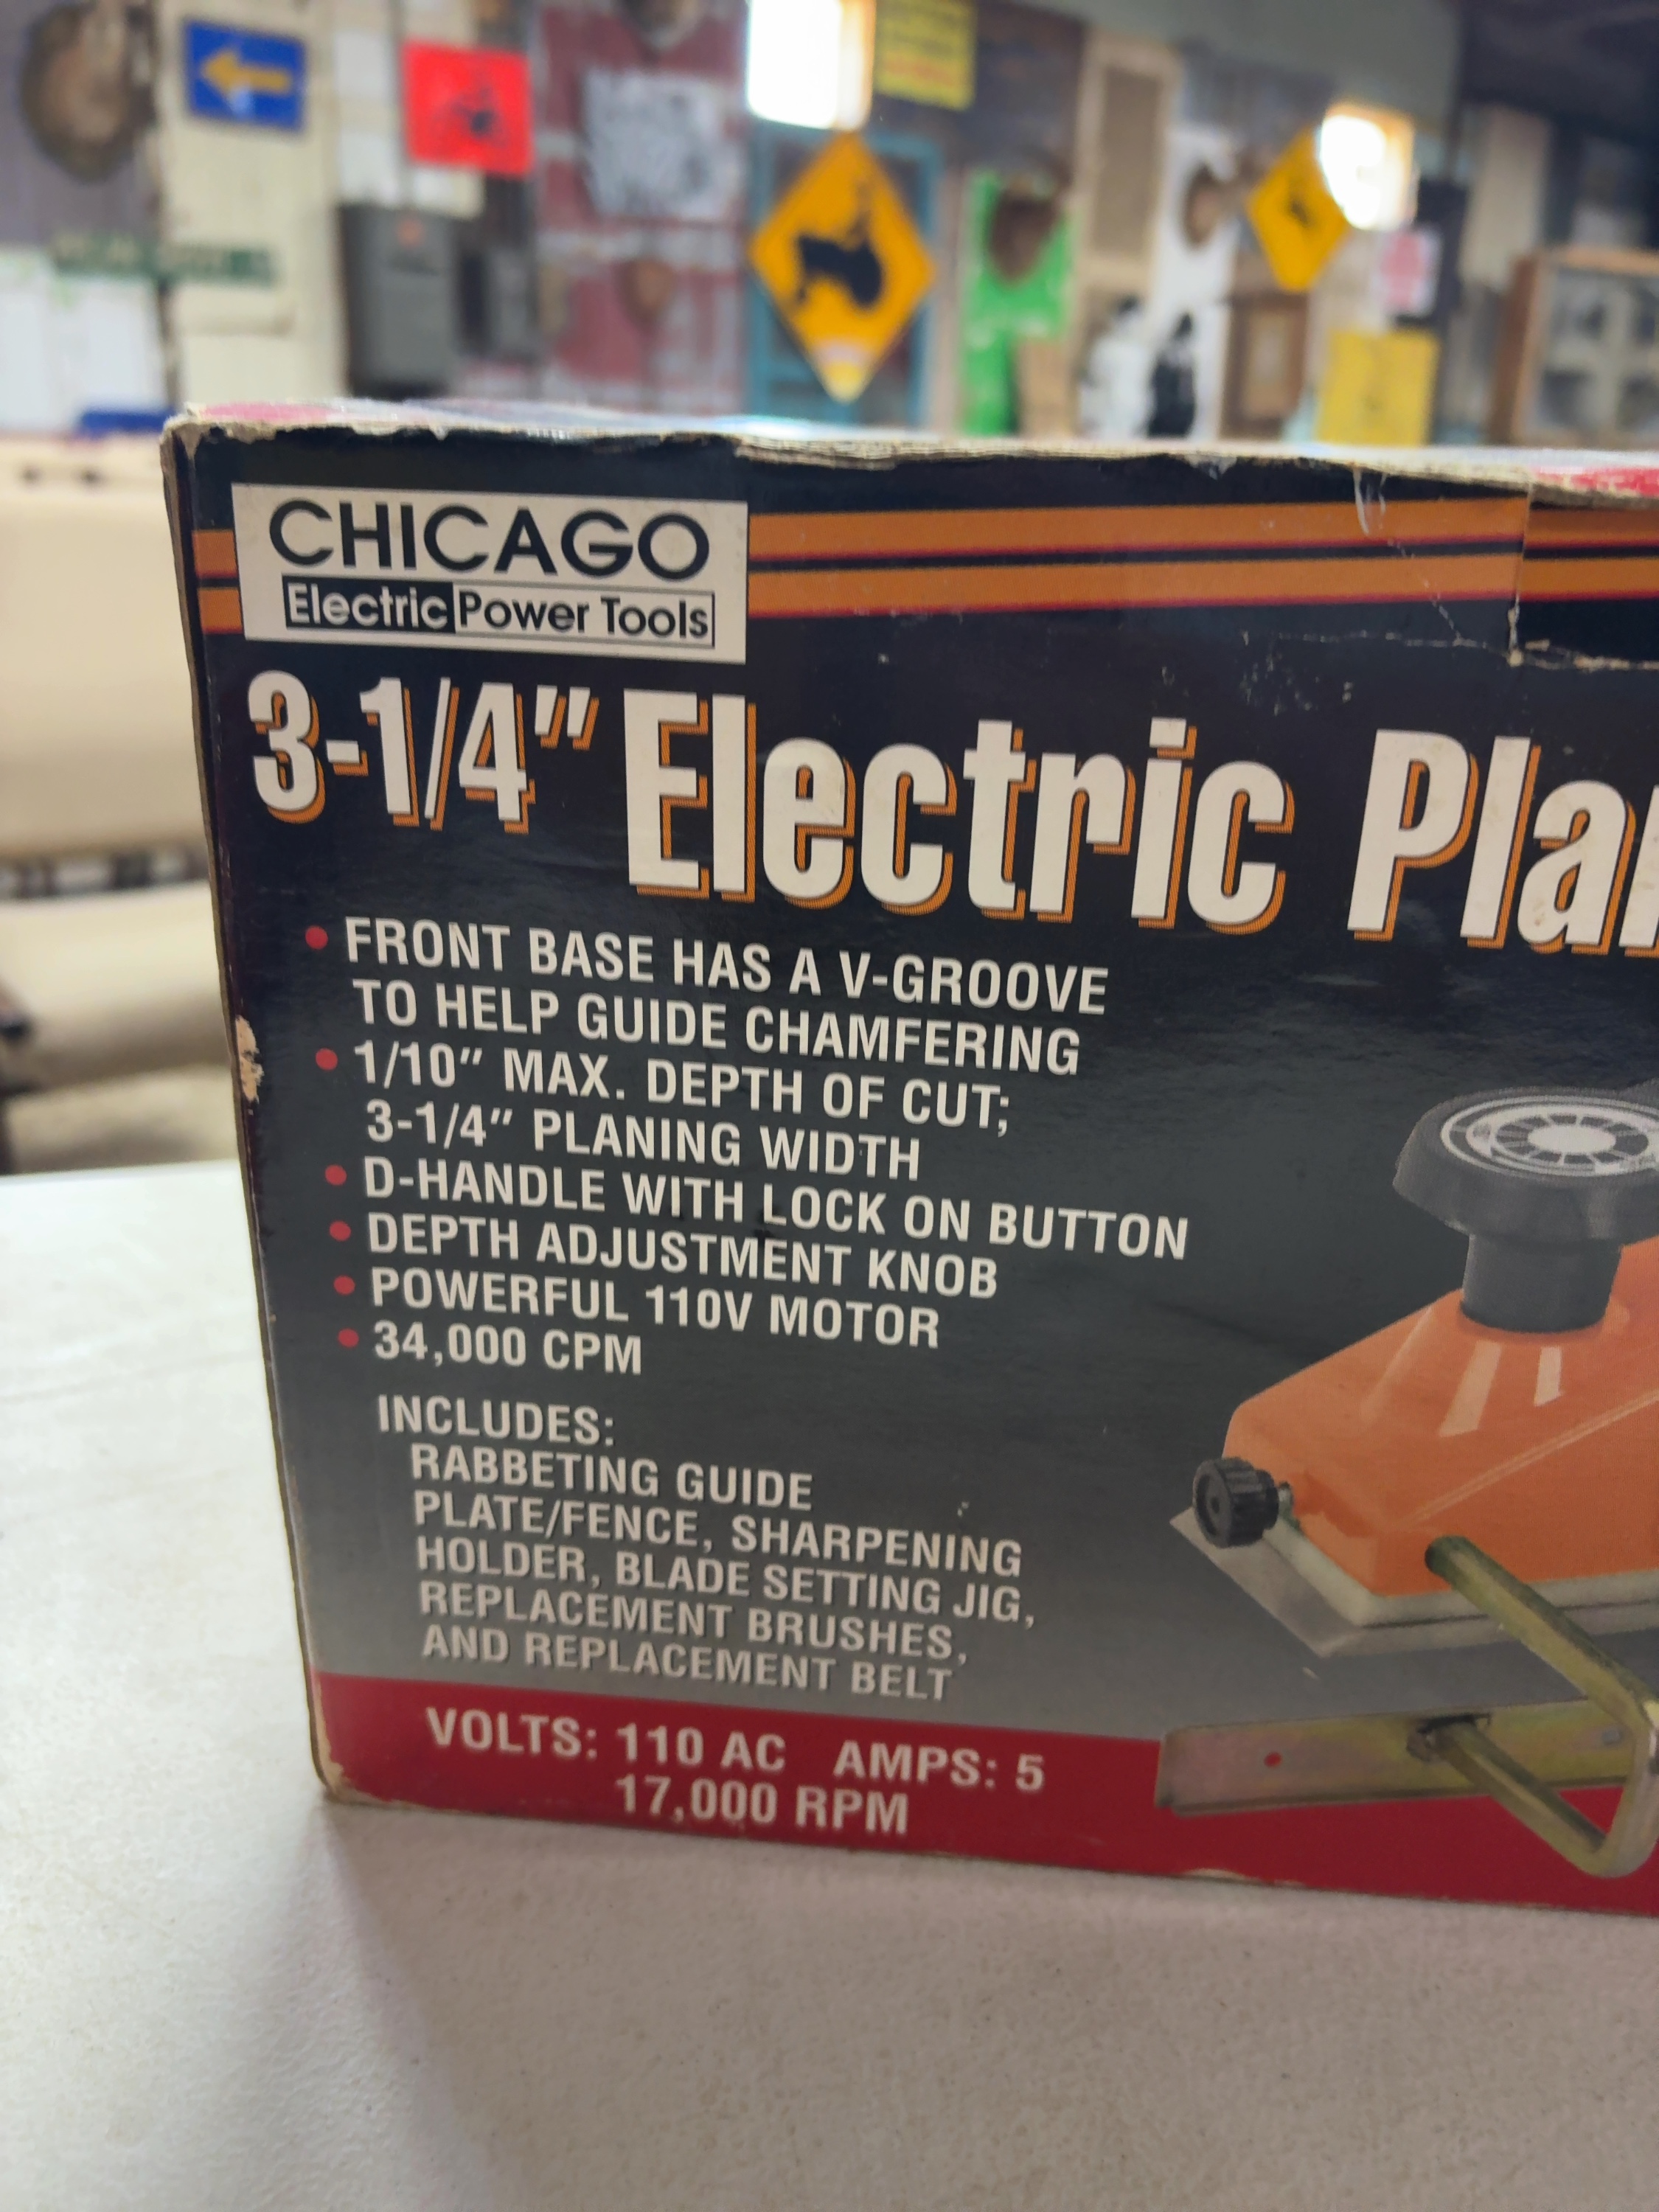 CHICAGO
Electric Power Tools
3-1/4" Electric
• FRONT BASE HAS A V-GROOVE
TO HELP GUIDE CHAMFERING
• 1/10" MAX. DEPTH OF CUT;
3-1/4" PLANING WIDTH
• D-HANDLE WITH LOCK ON BUTTON
• DEPTH ADJUSTMENT KNOB
• POWERFUL 110V MOTOR
• 34,000 CPM
INCLUDES:
RABBETING GUIDE
PLATE/FENCE, SHARPENING
HOLDER, BLADE SETTING JIG,
REPLACEMENT BRUSHES,
AND REPLACEMENT BELT
VOLTS: 110 AC AMPS: 5
17,000 RPM